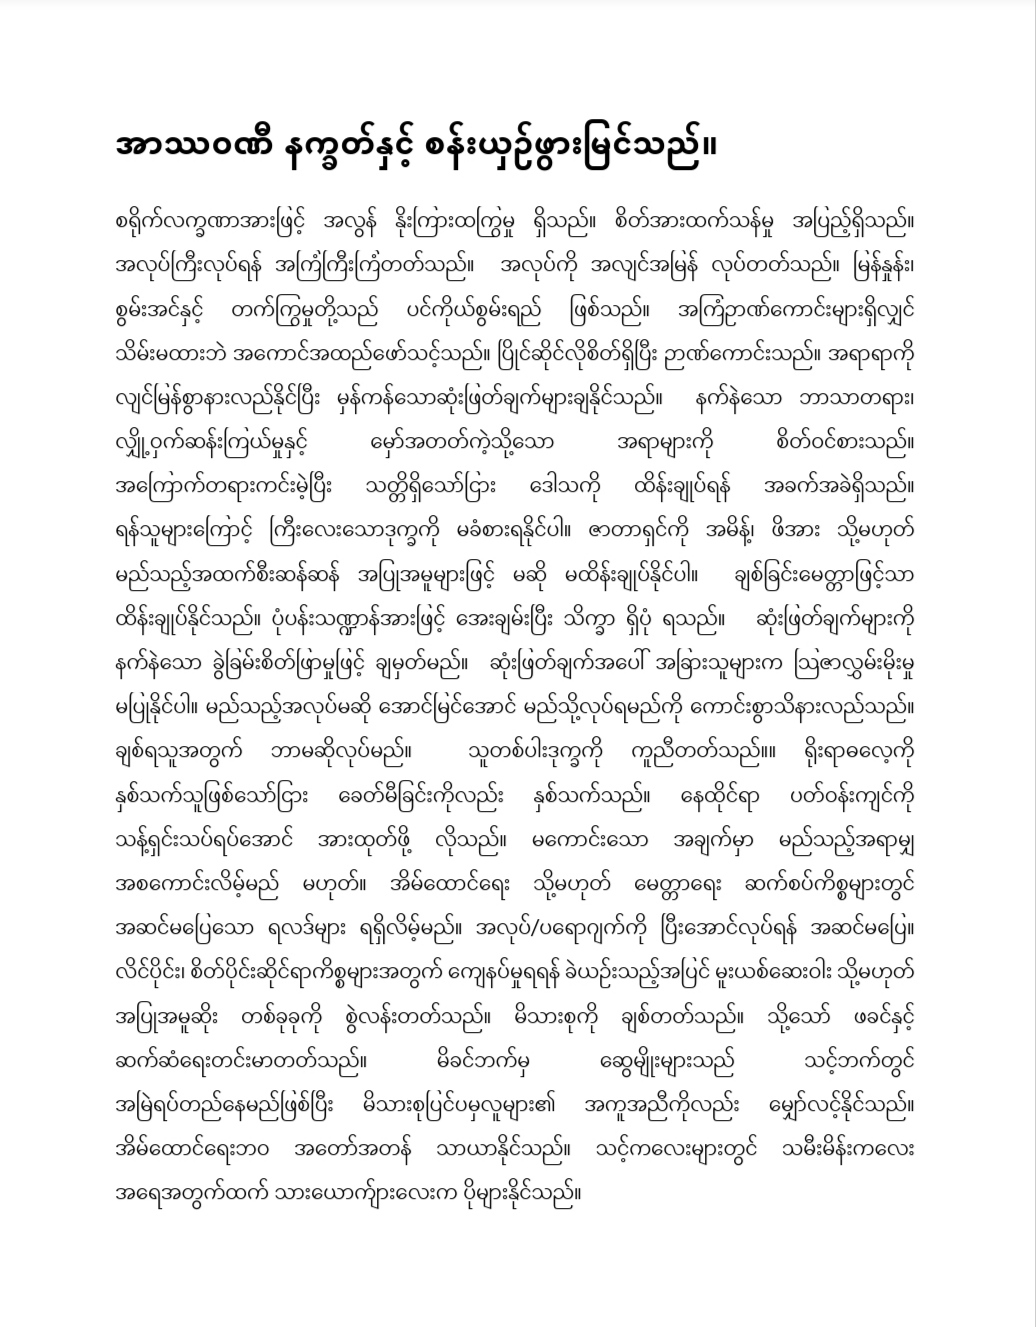 အာဿဝဏီ နက္ခတ်နှင့် စန်းယှဉ်ဖွားမြင်သည်။
စရိုက်လက္ခဏာအားဖြင့် အလွန် နိုးကြားထကြွမှု ရှိသည်။ စိတ်အားထက်သန်မှု အပြည့်ရှိသည်။
အလုပ်ကြီးလုပ်ရန် အကြံကြီးကြံတတ်သည်။ အလုပ်ကို အလျင်အမြန် လုပ်တတ်သည်။ မြန်နှုန်း၊
စွမ်းအင်နှင့် တက်ကြွမှုတို့သည် ပင်ကိုယ်စွမ်းရည် ဖြစ်သည်။ အကြံဉာဏ်ကောင်းများရှိလျှင်
သိမ်းမထားဘဲ အကောင်အထည်ဖော်သင့်သည်။ ပြိုင်ဆိုင်လိုစိတ်ရှိပြီး ဉာဏ်ကောင်းသည်။ အရာရာကို
လျင်မြန်စွာနားလည်နိုင်ပြီး မှန်ကန်သောဆုံးဖြတ်ချက်များချနိုင်သည်။ နက်နဲသော ဘာသာတရား၊
လျှို့ဝှက်ဆန်းကြယ်မှုနှင့် မှော်အတတ်ကဲ့သို့သော အရာများကို စိတ်ဝင်စားသည်။
အကြောက်တရားကင်းမဲ့ပြီး သတ္တိရှိသော်ငြား ဒေါသကို ထိန်းချုပ်ရန် အခက်အခဲရှိသည်။
ရန်သူများကြောင့် ကြီးလေးသောဒုက္ခကို မခံစားရနိုင်ပါ။ ဇာတာရှင်ကို အမိန့်၊ ဖိအား သို့မဟုတ်
မည်သည့်အထက်စီးဆန်ဆန် အပြုအမူများဖြင့် မဆို မထိန်းချုပ်နိုင်ပါ။ ချစ်ခြင်းမေတ္တာဖြင့်သာ
ထိန်းချုပ်နိုင်သည်။ ပုံပန်းသဏ္ဍာန်အားဖြင့် အေးချမ်းပြီး သိက္ခာ ရှိပုံ ရသည်။ ဆုံးဖြတ်ချက်များကို
နက်နဲသော ခွဲခြမ်းစိတ်ဖြာမှုဖြင့် ချမှတ်မည်။ ဆုံးဖြတ်ချက်အပေါ် အခြားသူများက ဩဇာလွှမ်းမိုးမှု
မပြုနိုင်ပါ။ မည်သည့်အလုပ်မဆို အောင်မြင်အောင် မည်သို့လုပ်ရမည်ကို ကောင်းစွာသိနားလည်သည်။
ချစ်ရသူအတွက် ဘာမဆိုလုပ်မည်။ သူတစ်ပါးဒုက္ခကို ကူညီတတ်သည်။။ ရိုးရာဓလေ့ကို
နှစ်သက်သူဖြစ်သော်ငြား ခေတ်မီခြင်းကိုလည်း နှစ်သက်သည်။ နေထိုင်ရာ ပတ်ဝန်းကျင်ကို
သန့်ရှင်းသပ်ရပ်အောင် အားထုတ်ဖို့ လိုသည်။ မကောင်းသော အချက်မှာ မည်သည့်အရာမျှ
အစကောင်းလိမ့်မည် မဟုတ်။ အိမ်ထောင်ရေး သို့မဟုတ် မေတ္တာရေး ဆက်စပ်ကိစ္စများတွင်
အဆင်မပြေသော ရလဒ်များ ရရှိလိမ့်မည်။ အလုပ်/ပရောဂျက်ကို ပြီးအောင်လုပ်ရန် အဆင်မပြေ။
လိင်ပိုင်း၊ စိတ်ပိုင်းဆိုင်ရာကိစ္စများအတွက် ကျေနပ်မှုရရန် ခဲယဉ်းသည့်အပြင် မူးယစ်ဆေးဝါး သို့မဟုတ်
အပြုအမူဆိုး တစ်ခုခုကို စွဲလန်းတတ်သည်။ မိသားစုကို ချစ်တတ်သည်။ သို့သော် ဖခင်နှင့်
ဆက်ဆံရေးတင်းမာတတ်သည်။ မိခင်ဘက်မှ ဆွေမျိုးများသည် သင့်ဘက်တွင်
အမြဲရပ်တည်နေမည်ဖြစ်ပြီး မိသားစုပြင်ပမှလူများ၏ အကူအညီကိုလည်း မျှော်လင့်နိုင်သည်။
အိမ်ထောင်ရေးဘဝ အတော်အတန် သာယာနိုင်သည်။ သင့်ကလေးများတွင် သမီးမိန်းကလေး
အရေအတွက်ထက် သားယောက်ျားလေးက ပိုများနိုင်သည်။